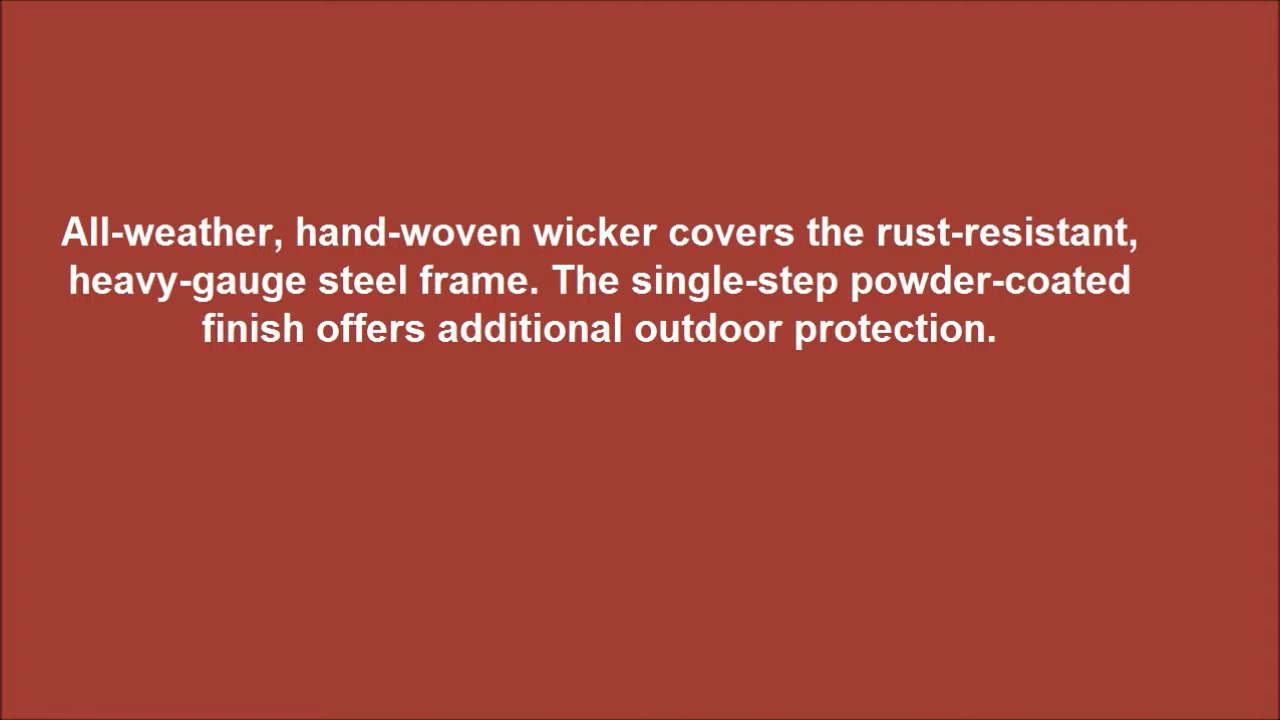 All-weather, hand-woven wicker covers the rust-resistant,
heavy-gauge steel frame. The single-step powder-coated
finish offers additional outdoor protection.